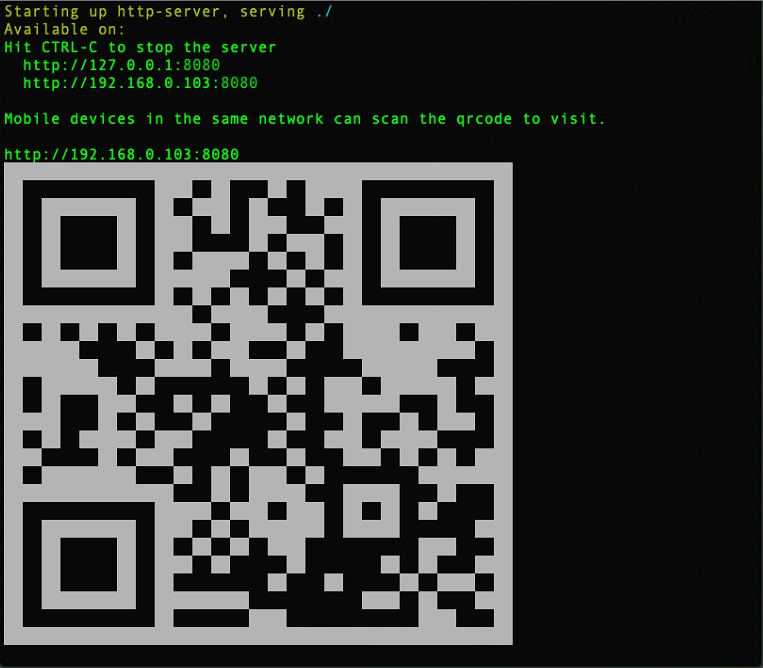 Starting up http-server, serving ./
Available on:
Hit CTRL-C to stop the server
http://127.0.0.1:8080
http://192.168.0.103:8080
Mobile devices in the same network can scan the qrcode to visit.
http://192.168.0.103:8080